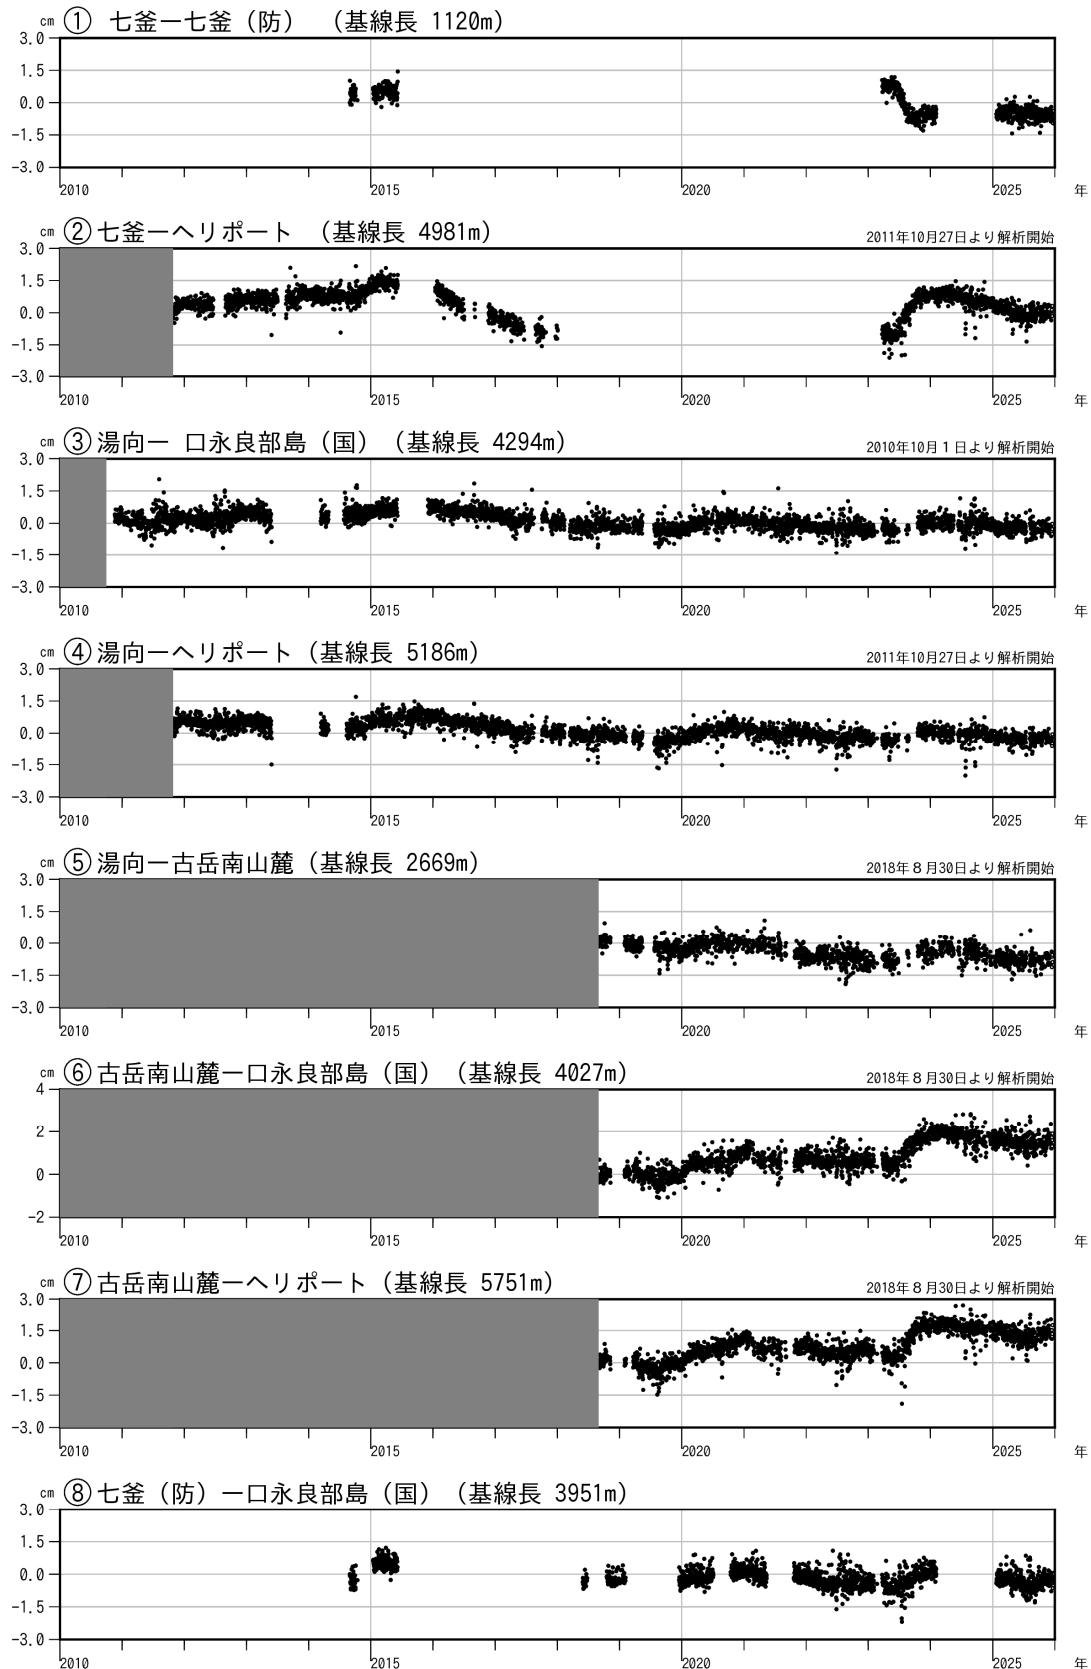 cm ① 七釜ー七釜（防） （基線長 1120m）
3.0
1.5
0.0
-1.5
-3.0
2010 2015 2020 2025 年
cm ② 七釜ーヘリポート （基線長 4981m） 2011年10月27日より解析開始
3.0
1.5
0.0
-1.5
-3.0
2010 2015 2020 2025 年
cm ③ 湯向ー 口永良部島（国）（基線長 4294m） 2010年10月１日より解析開始
3.0
1.5
0.0
-1.5
-3.0
2010 2015 2020 2025 年
cm ④ 湯向ーヘリポート（基線長 5186m） 2011年10月27日より解析開始
3.0
1.5
0.0
-1.5
-3.0
2010 2015 2020 2025 年
cm ⑤ 湯向ー古岳南山麓（基線長 2669m） 2018年８月30日より解析開始
3.0
1.5
0.0
-1.5
-3.0
2010 2015 2020 2025 年
cm ⑥ 古岳南山麓ー口永良部島（国）（基線長 4027m） 2018年８月30日より解析開始
4
2
0
-2
2010 2015 2020 2025 年
cm ⑦ 古岳南山麓ーヘリポート（基線長 5751m） 2018年８月30日より解析開始
3.0
1.5
0.0
-1.5
-3.0
2010 2015 2020 2025 年
cm ⑧ 七釜（防）ー口永良部島（国）（基線長 3951m）
3.0
1.5
0.0
-1.5
-3.0
2010 2015 2020 2025 年